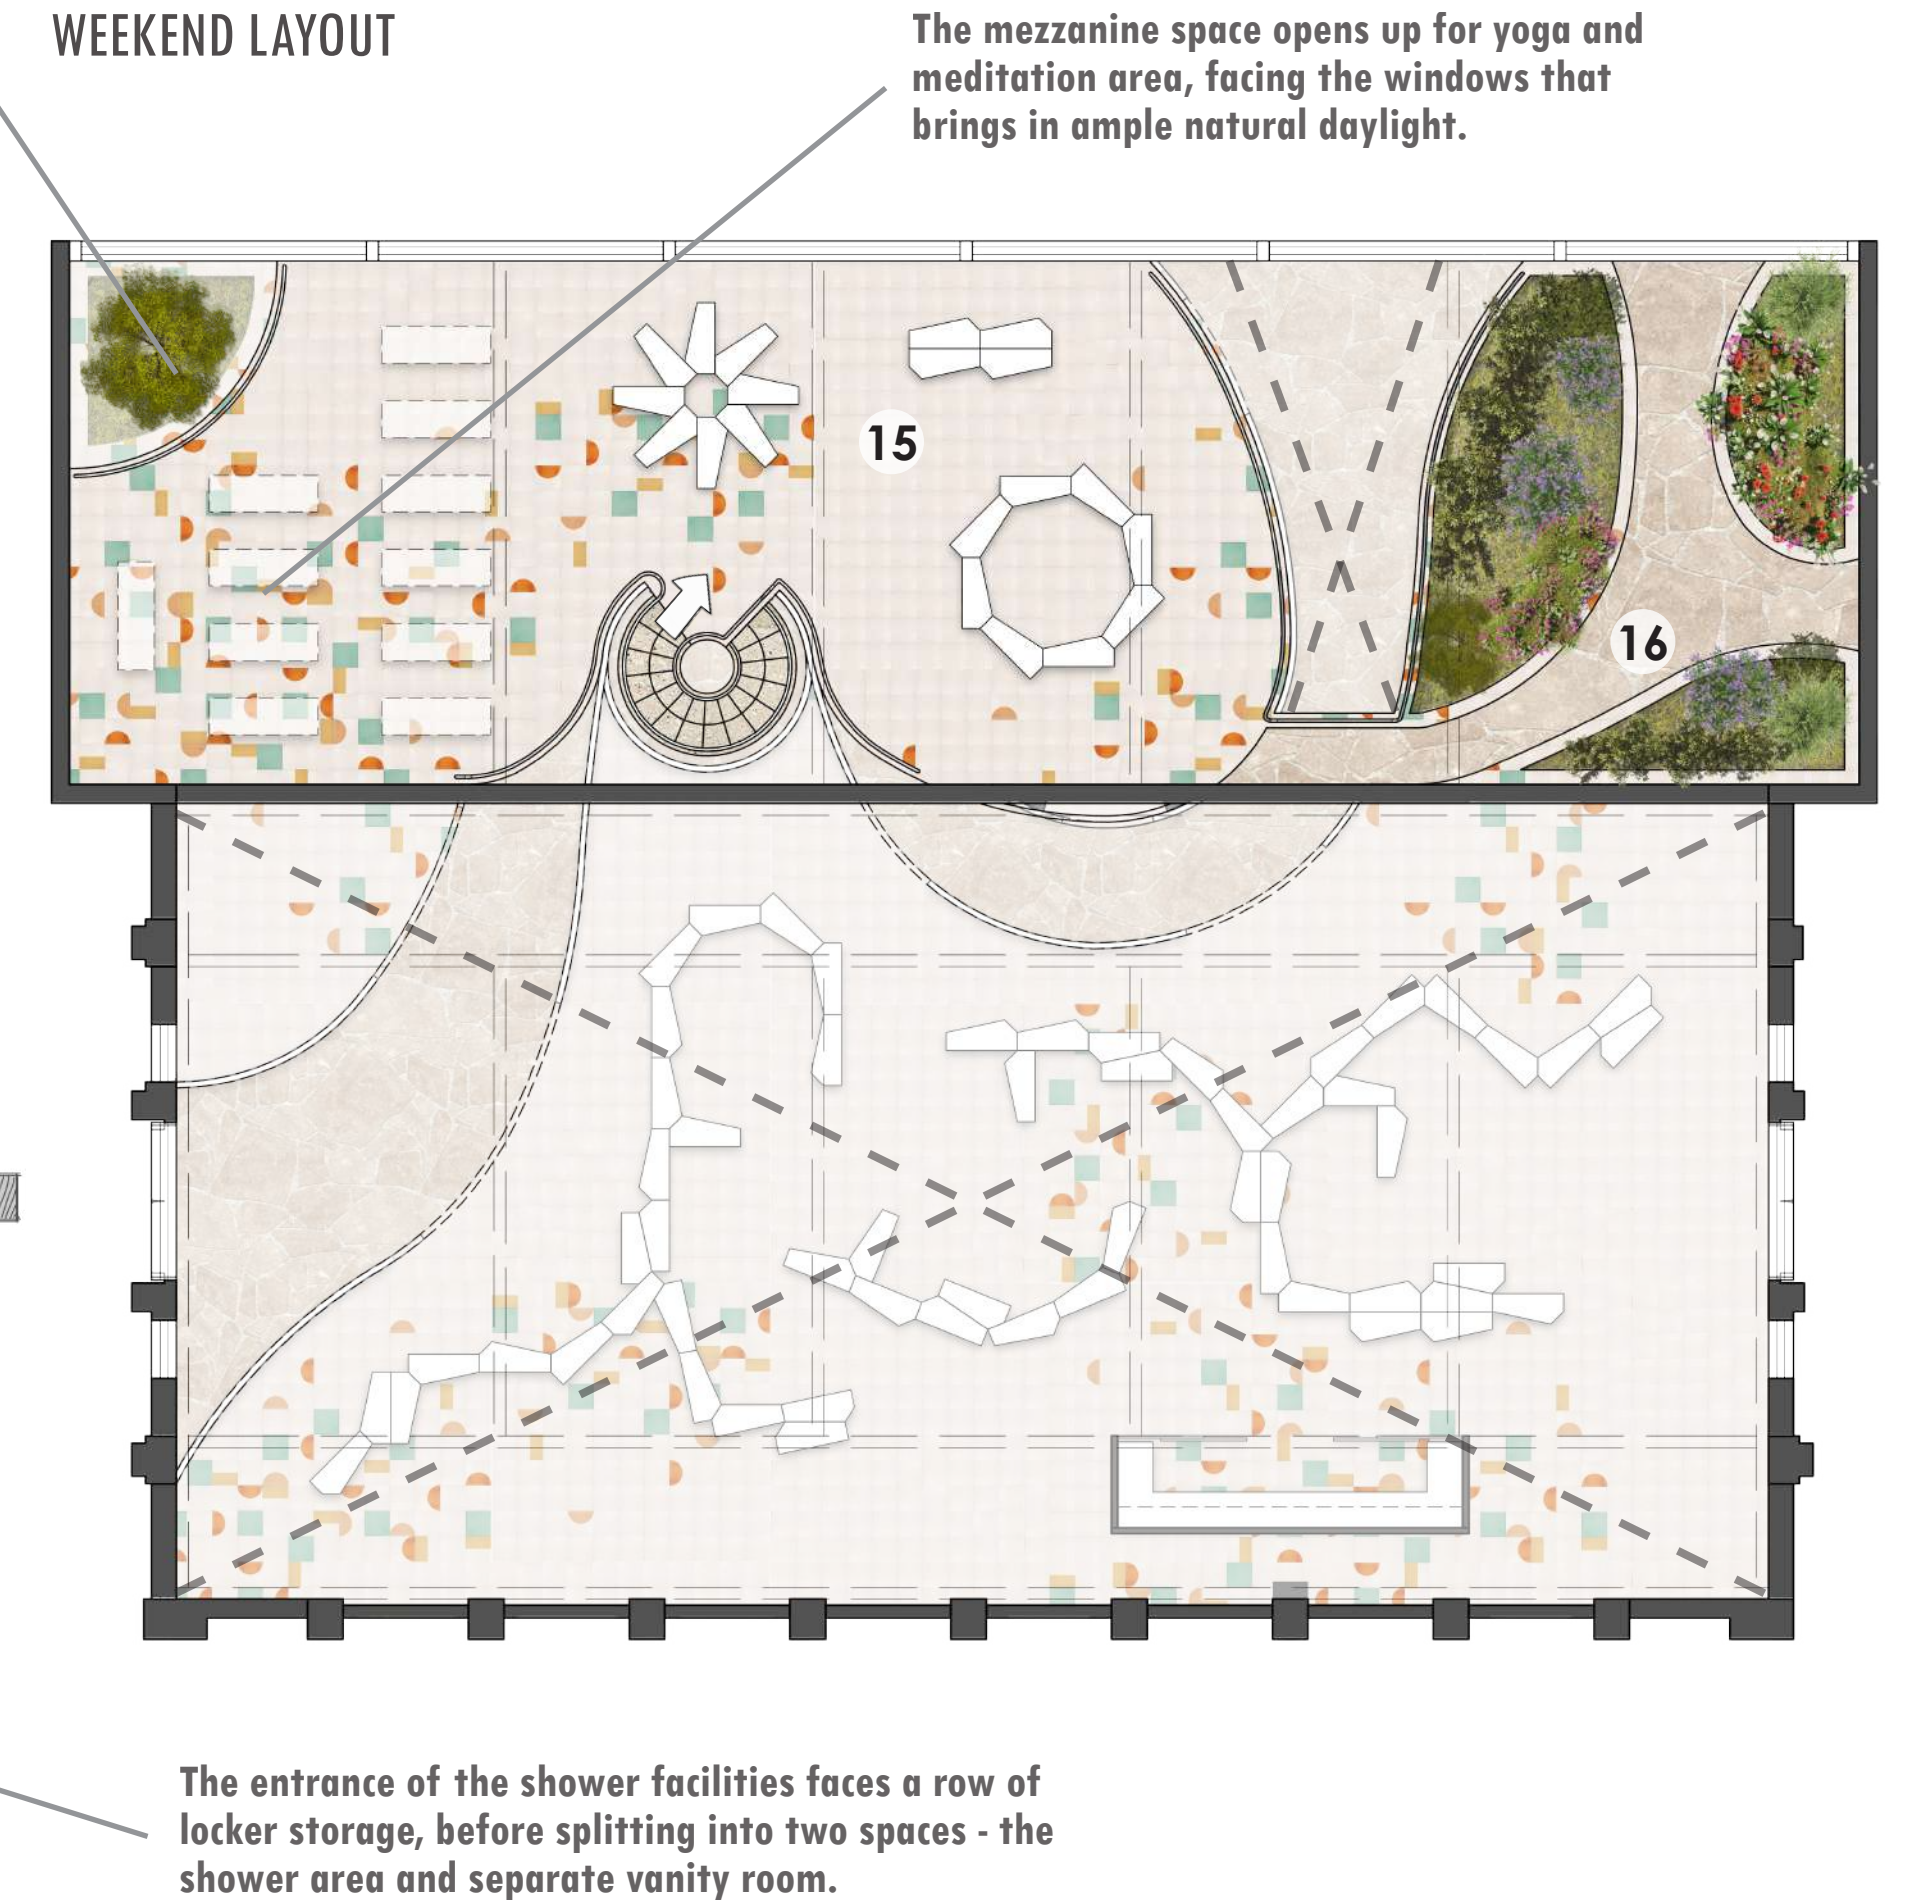 WEEKEND LAYOUT
The mezzanine space opens up for yoga and
meditation area, facing the windows that
brings in ample natural daylight.
15
16
The entrance of the shower facilities faces a row of
locker storage, before splitting into two spaces - the
shower area and separate vanity room.